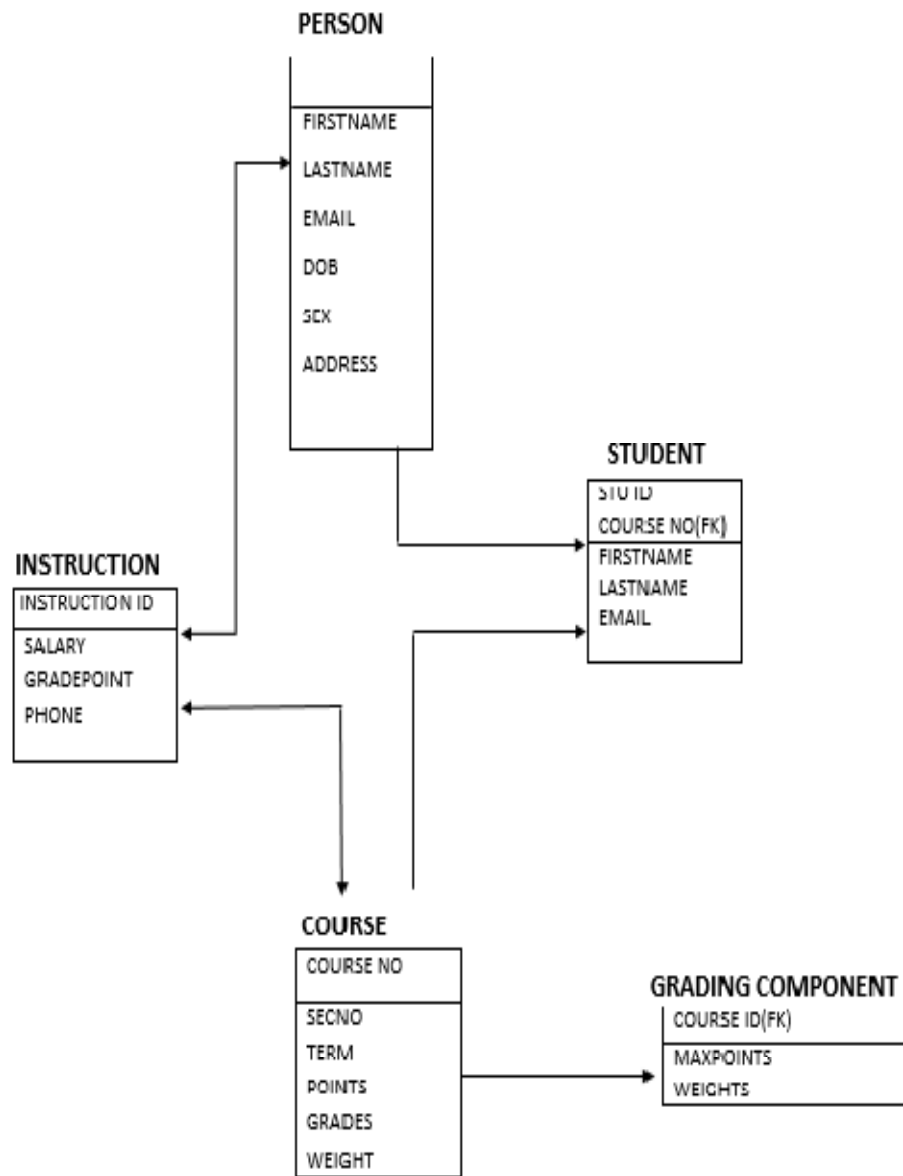 PERSON
FIRSTNAME
LASTNAME
EMAIL
DOB
SEX
ADDRESS
STUDENT
STU ID
COURSE NO(FK)
FIRSTNAME
LASTNAME
EMAIL
INSTRUCTION
INSTRUCTION ID
SALARY
GRADEPOINT
PHONE
COURSE
COURSE NO
SECNO
TERM
POINTS
GRADES
WEIGHT
GRADING COMPONENT
COURSE ID(FK)
MAXPOINTS
WEIGHTS